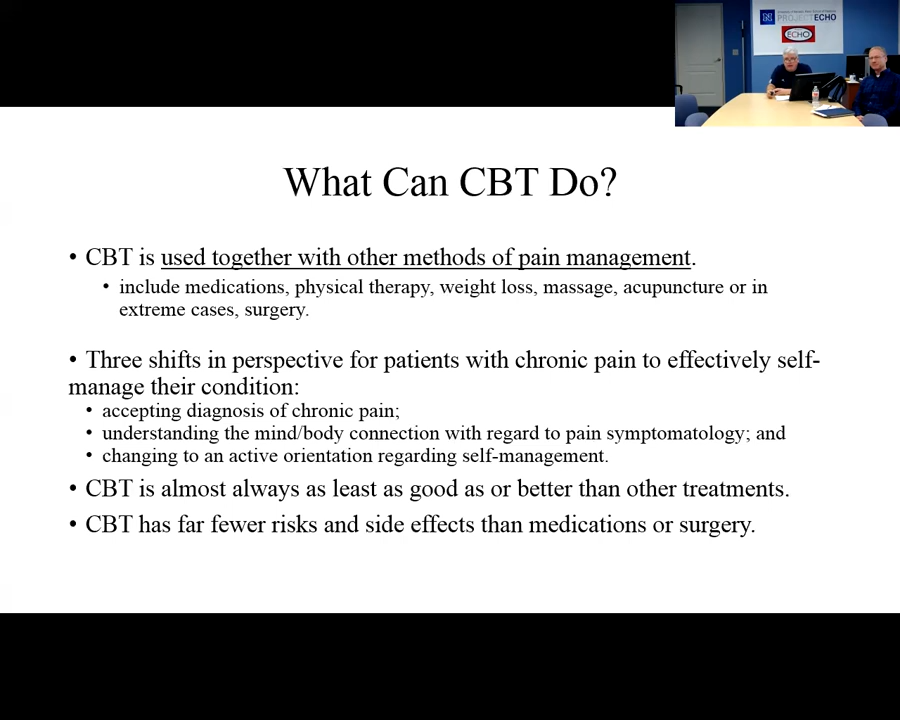 PROJECT ECHO
ECHO
What Can CBT Do?
• CBT is used together with other methods of pain management.
• include medications, physical therapy, weight loss, massage, acupuncture or in
extreme cases, surgery.
• Three shifts in perspective for patients with chronic pain to effectively self-
manage their condition:
• accepting diagnosis of chronic pain;
• understanding the mind/body connection with regard to pain symptomatology; and
• changing to an active orientation regarding self-management.
• CBT is almost always as least as good as or better than other treatments.
• CBT has far fewer risks and side effects than medications or surgery.